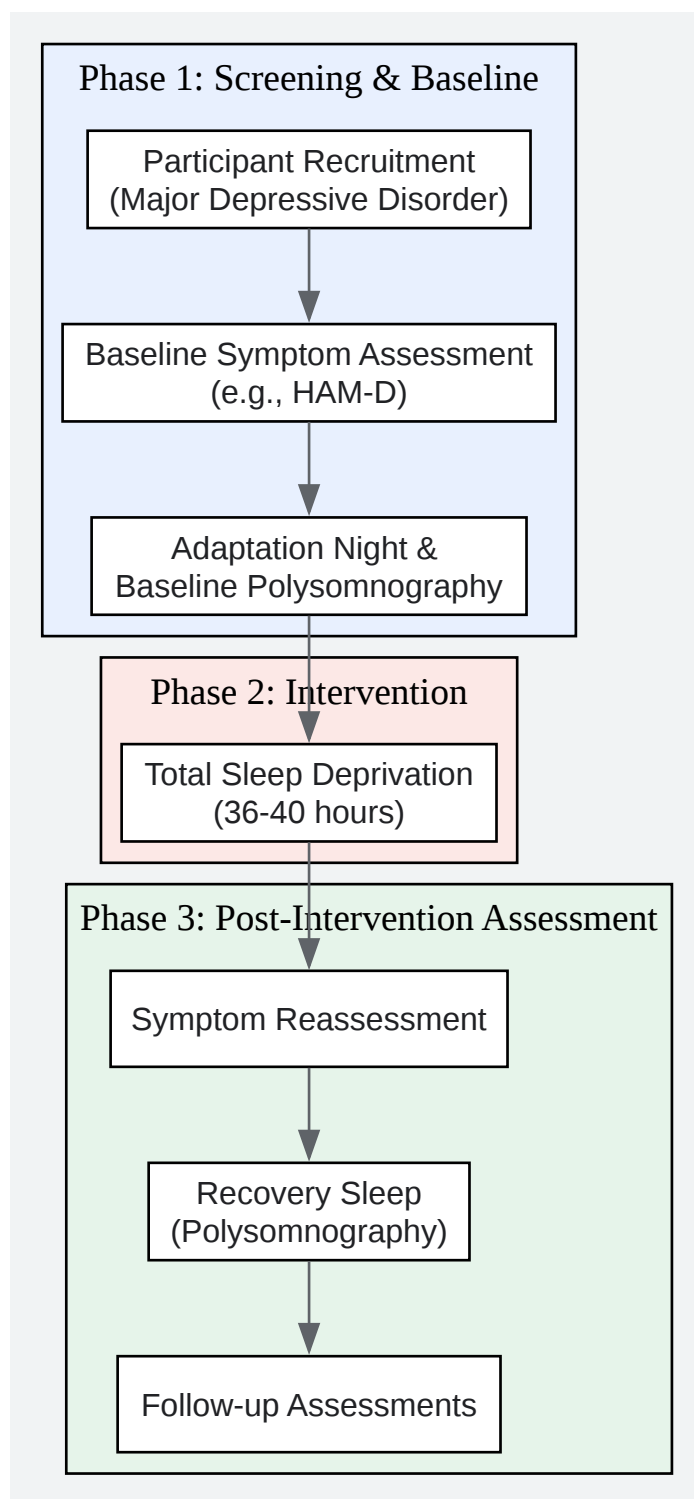 Phase 1: Screening & Baseline
Participant Recruitment
(Major Depressive Disorder)
Baseline Symptom Assessment
(e.g., HAM-D)
Adaptation Night &
Baseline Polysomnography
Phase 2: Intervention
Total Sleep Deprivation
(36-40 hours)
Phase 3: Post-Intervention Assessment
Symptom Reassessment
Recovery Sleep
(Polysomnography)
Follow-up Assessments